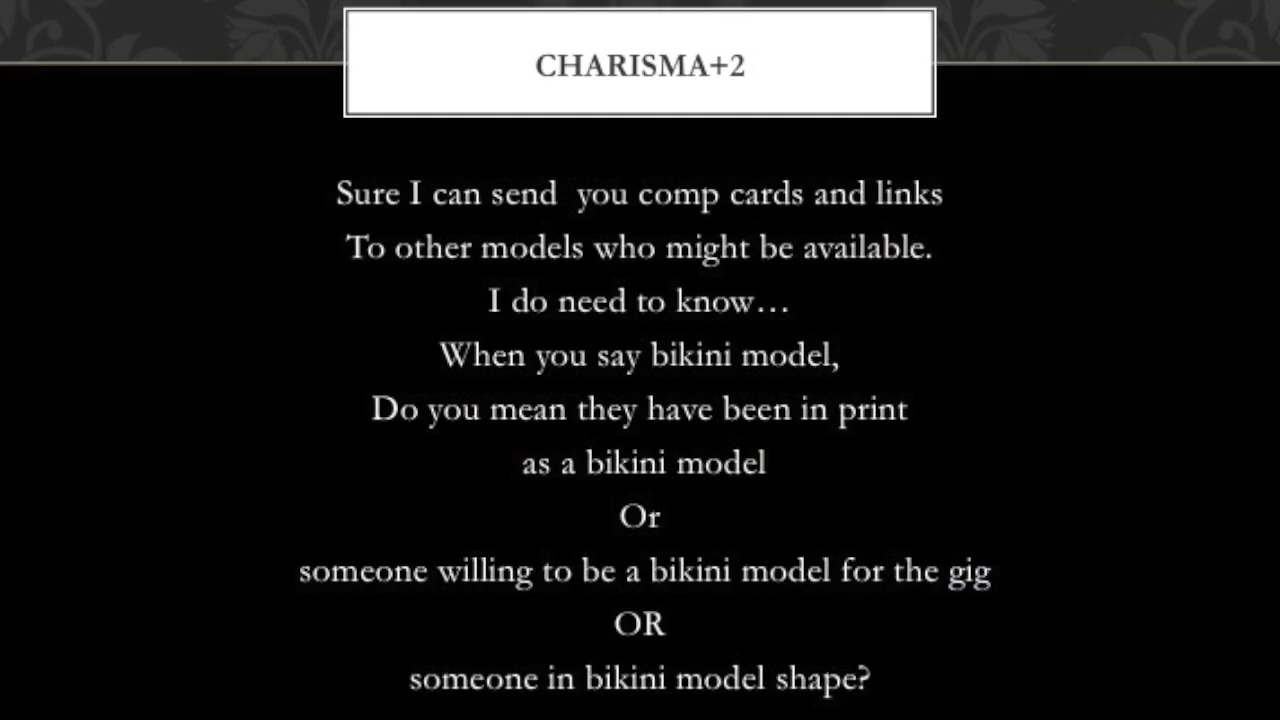 CHARISMA+2
Sure I can send  you comp cards and links
To other models who might be available.
I do need to know…
When you say bikini model,
Do you mean they have been in print
as a bikini model
Or
someone willing to be a bikini model for the gig
OR
someone in bikini model shape?